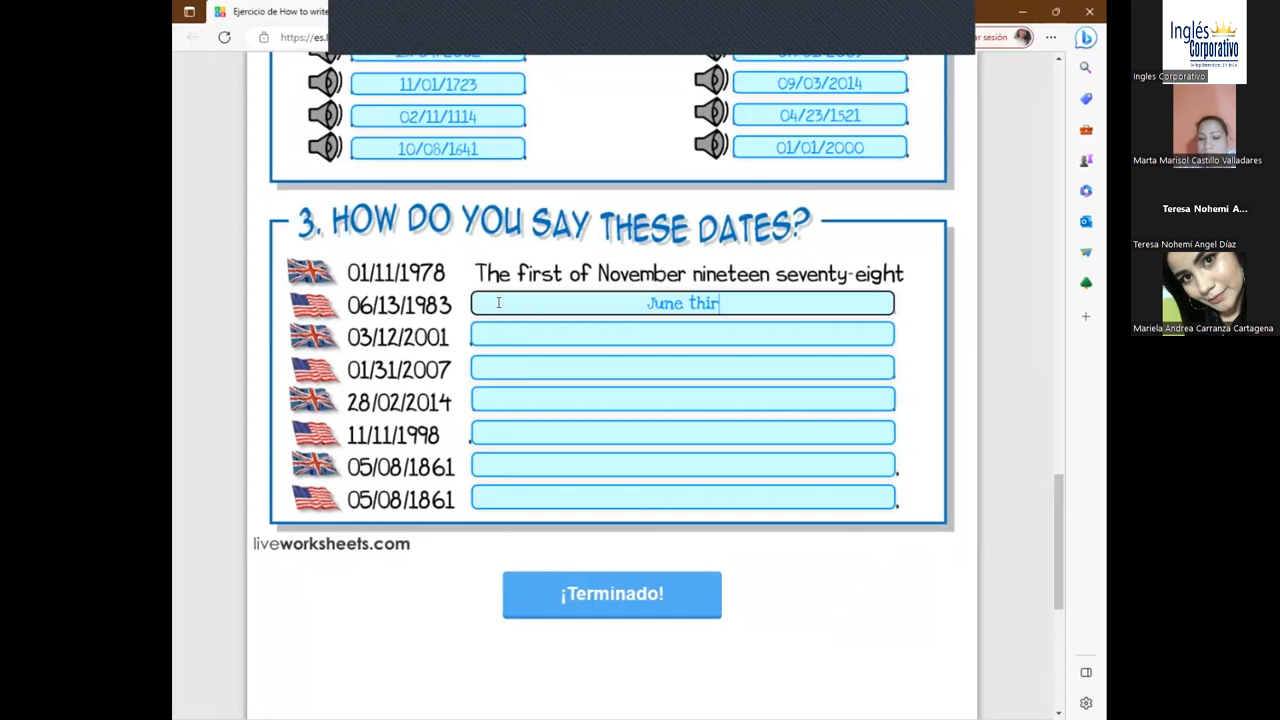 Ejercicio de How to write
https://es.l
ar sesión
11/01/1723
09/03/2014
02/11/1114
04/23/1521
10/08/1641
01/01/2000
3. HOW DO YOU SAY THESE DATES?
01/11/1978 The first of November nineteen seventy-eight
06/13/1983 June thir
03/12/2001
01/31/2007
28/02/2014
11/11/1998
05/08/1861
05/08/1861
liveworksheets.com
¡Terminado!
Inglés
Corporativo
Ingles Corporativo
Marta Marisol Castillo Valladares
Teresa Nohemi A...
Teresa Nohemí Angel Díaz
Mariela Andrea Carranza Cartagena